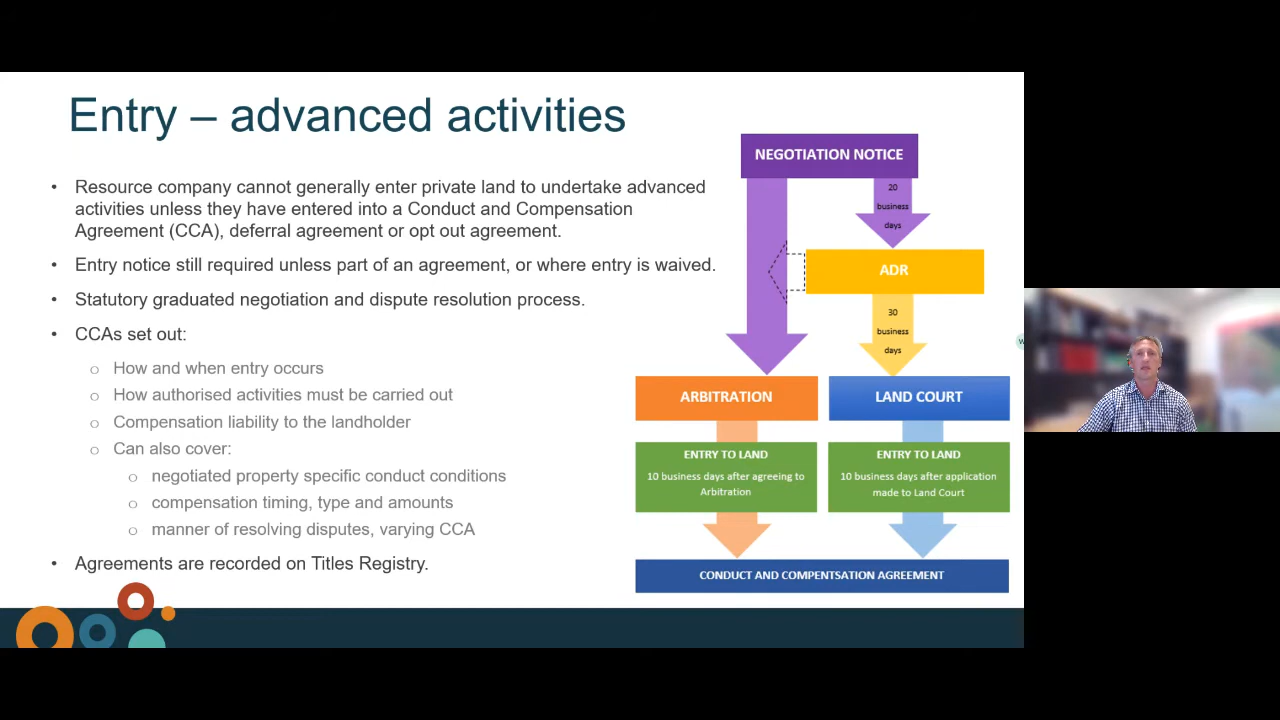 Entry – advanced activities
• Resource company cannot generally enter private land to undertake advanced
activities unless they have entered into a Conduct and Compensation
Agreement (CCA), deferral agreement or opt out agreement.
• Entry notice still required unless part of an agreement, or where entry is waived.
• Statutory graduated negotiation and dispute resolution process.
• CCAs set out:
o How and when entry occurs
o How authorised activities must be carried out
o Compensation liability to the landholder
o Can also cover:
o negotiated property specific conduct conditions
o compensation timing, type and amounts
o manner of resolving disputes, varying CCA
• Agreements are recorded on Titles Registry.
NEGOTIATION NOTICE
20
business
days
ADR
30
business
days
ARBITRATION
LAND COURT
ENTRY TO LAND
10 business days after agreeing to
Arbitration
ENTRY TO LAND
10 business days after application
made to Land Court
CONDUCT AND COMPENTSATION AGREEMENT